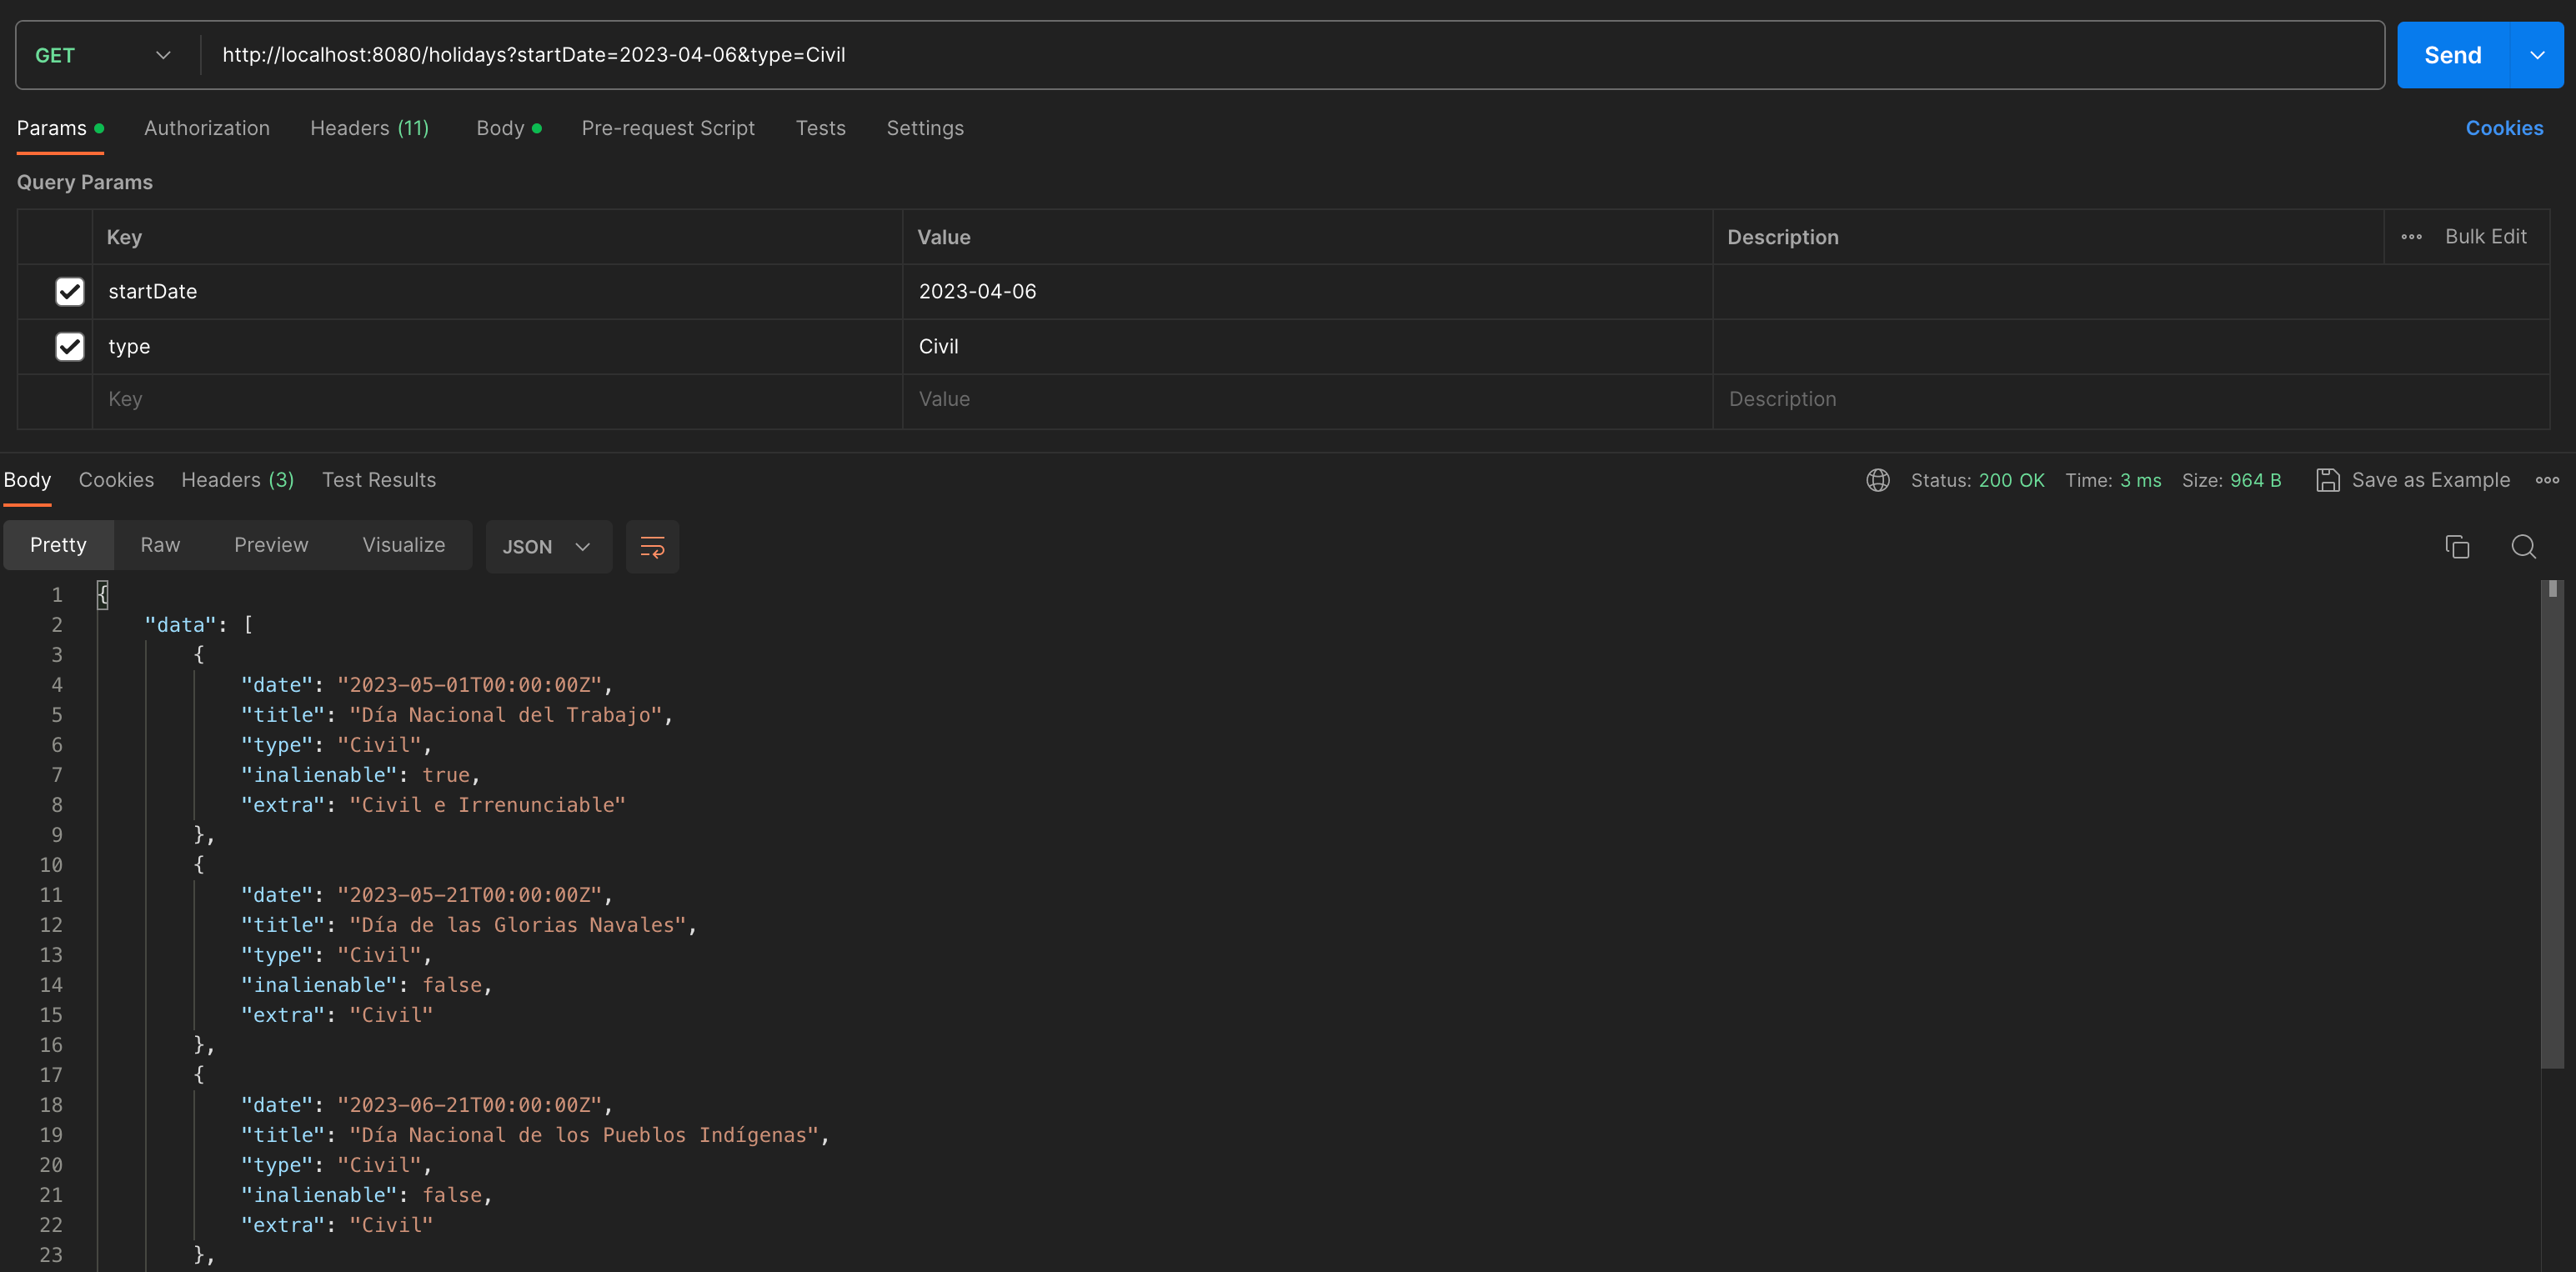 GET http://localhost:8080/holidays?startDate=2023-04-06&type=Civil Send
Params Authorization Headers (11) Body Pre-request Script Tests Settings Cookies
Query Params
Key Value Description Bulk Edit
startDate 2023-04-06
type Civil
Key Value Description
Body Cookies Headers (3) Test Results Status: 200 OK Time: 3 ms Size: 964 B Save as Example
Pretty Raw Preview Visualize JSON
1 {
2 "data": [
3 {
4 "date": "2023-05-01T00:00:00Z",
5 "title": "Día Nacional del Trabajo",
6 "type": "Civil",
7 "inalienable": true,
8 "extra": "Civil e Irrenunciable"
9 },
10 {
11 "date": "2023-05-21T00:00:00Z",
12 "title": "Día de las Glorias Navales",
13 "type": "Civil",
14 "inalienable": false,
15 "extra": "Civil"
16 },
17 {
18 "date": "2023-06-21T00:00:00Z",
19 "title": "Día Nacional de los Pueblos Indígenas",
20 "type": "Civil",
21 "inalienable": false,
22 "extra": "Civil"
23 },